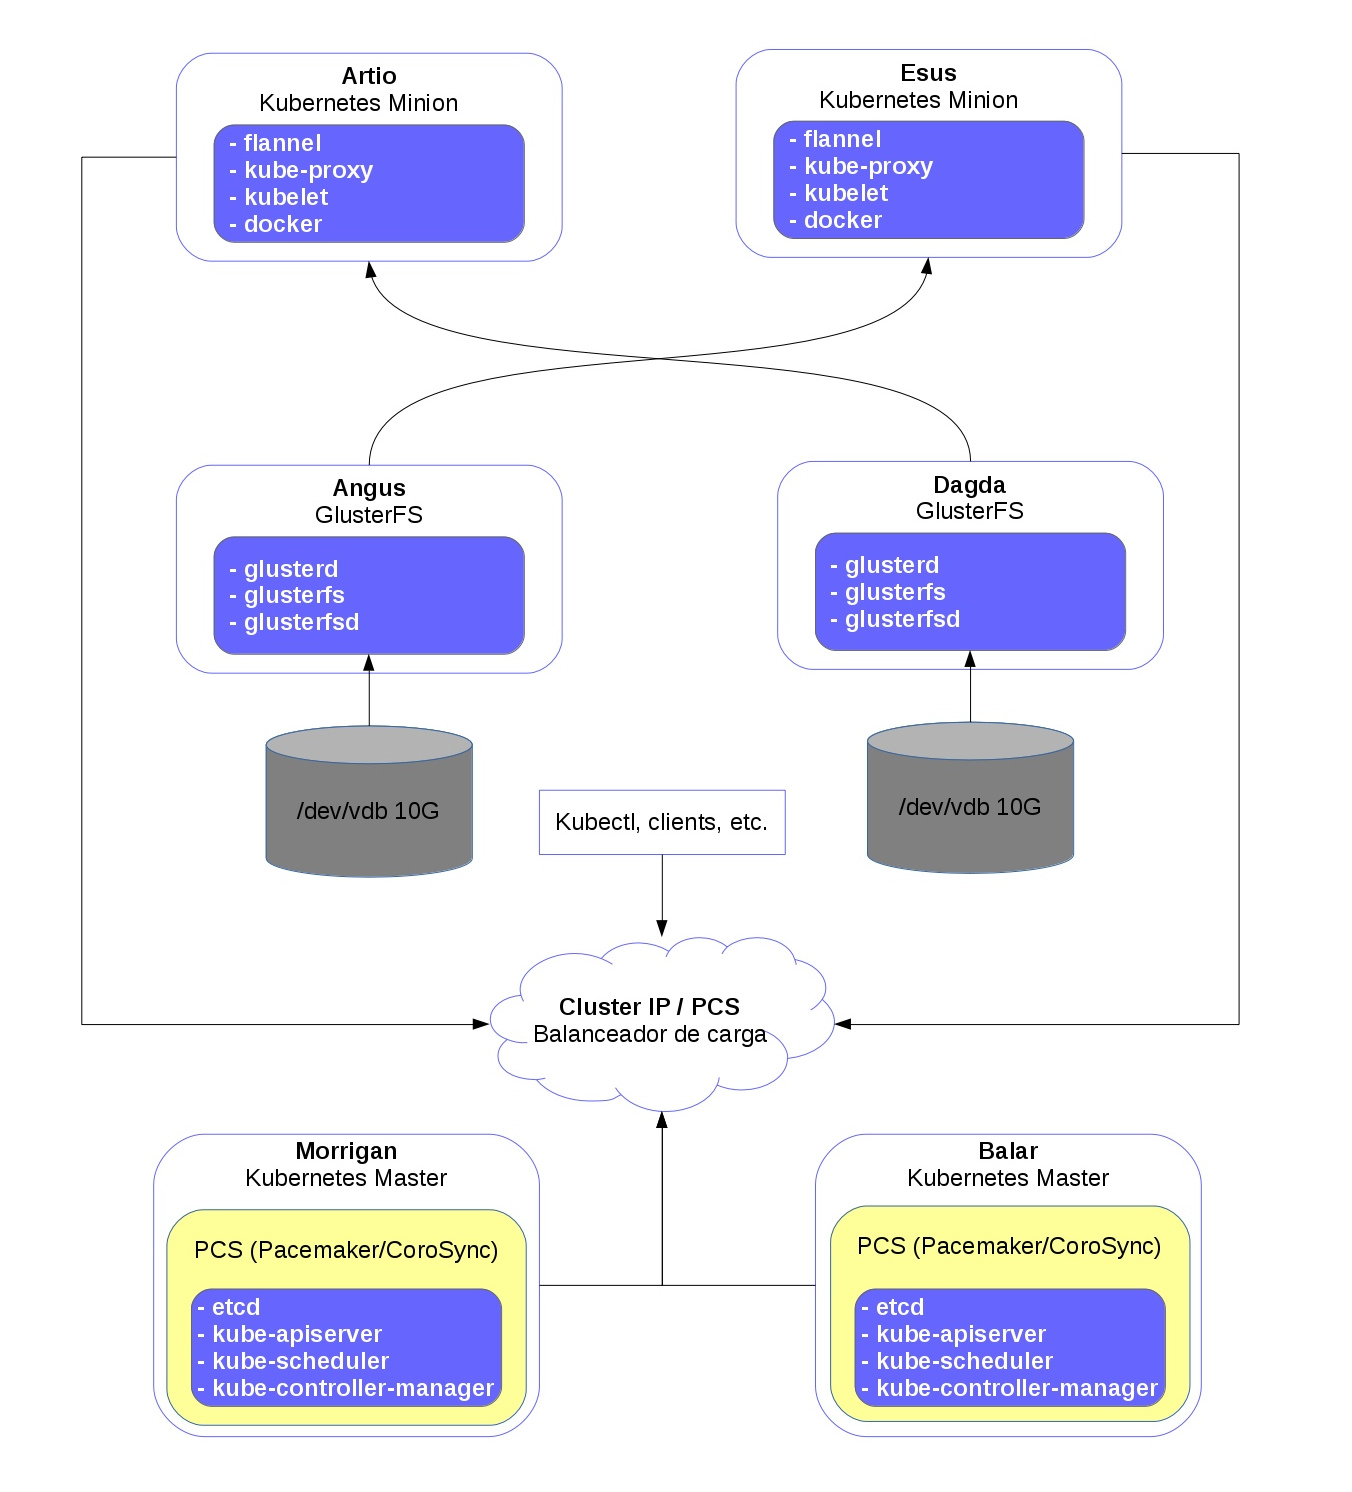 Artio
Kubernetes Minion
- flannel
- kube-proxy
- kubelet
- docker
Esus
Kubernetes Minion
- flannel
- kube-proxy
- kubelet
- docker
Angus
GlusterFS
- glusterd
- glusterfs
- glusterfsd
Dagda
GlusterFS
- glusterd
- glusterfs
- glusterfsd
/dev/vdb 10G
/dev/vdb 10G
Kubectl, clients, etc.
Cluster IP / PCS
Balanceador de carga
Morrigan
Kubernetes Master
PCS (Pacemaker/CoroSync)
- etcd
- kube-apiserver
- kube-scheduler
- kube-controller-manager
Balar
Kubernetes Master
PCS (Pacemaker/CoroSync)
- etcd
- kube-apiserver
- kube-scheduler
- kube-controller-manager